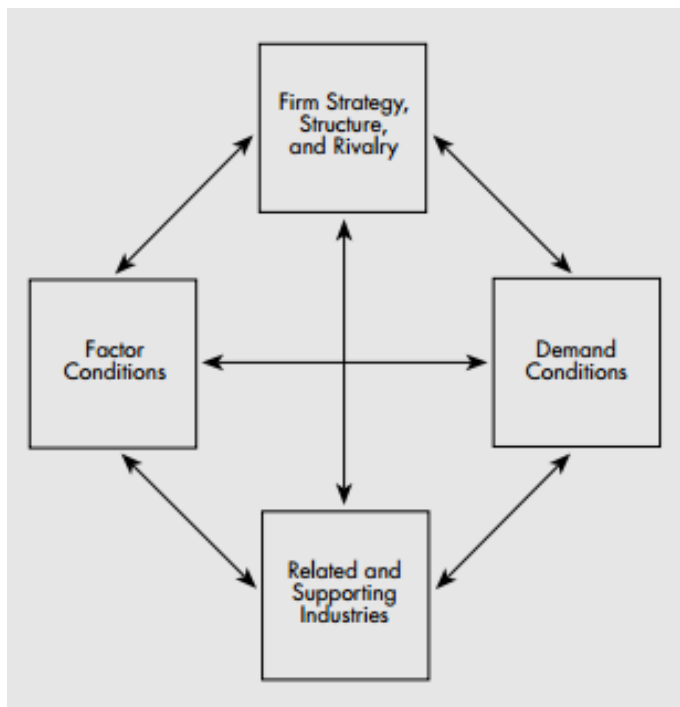 Firm Strategy,
Structure,
and Rivalry
Factor
Conditions
Demand
Conditions
Related and
Supporting
Industries